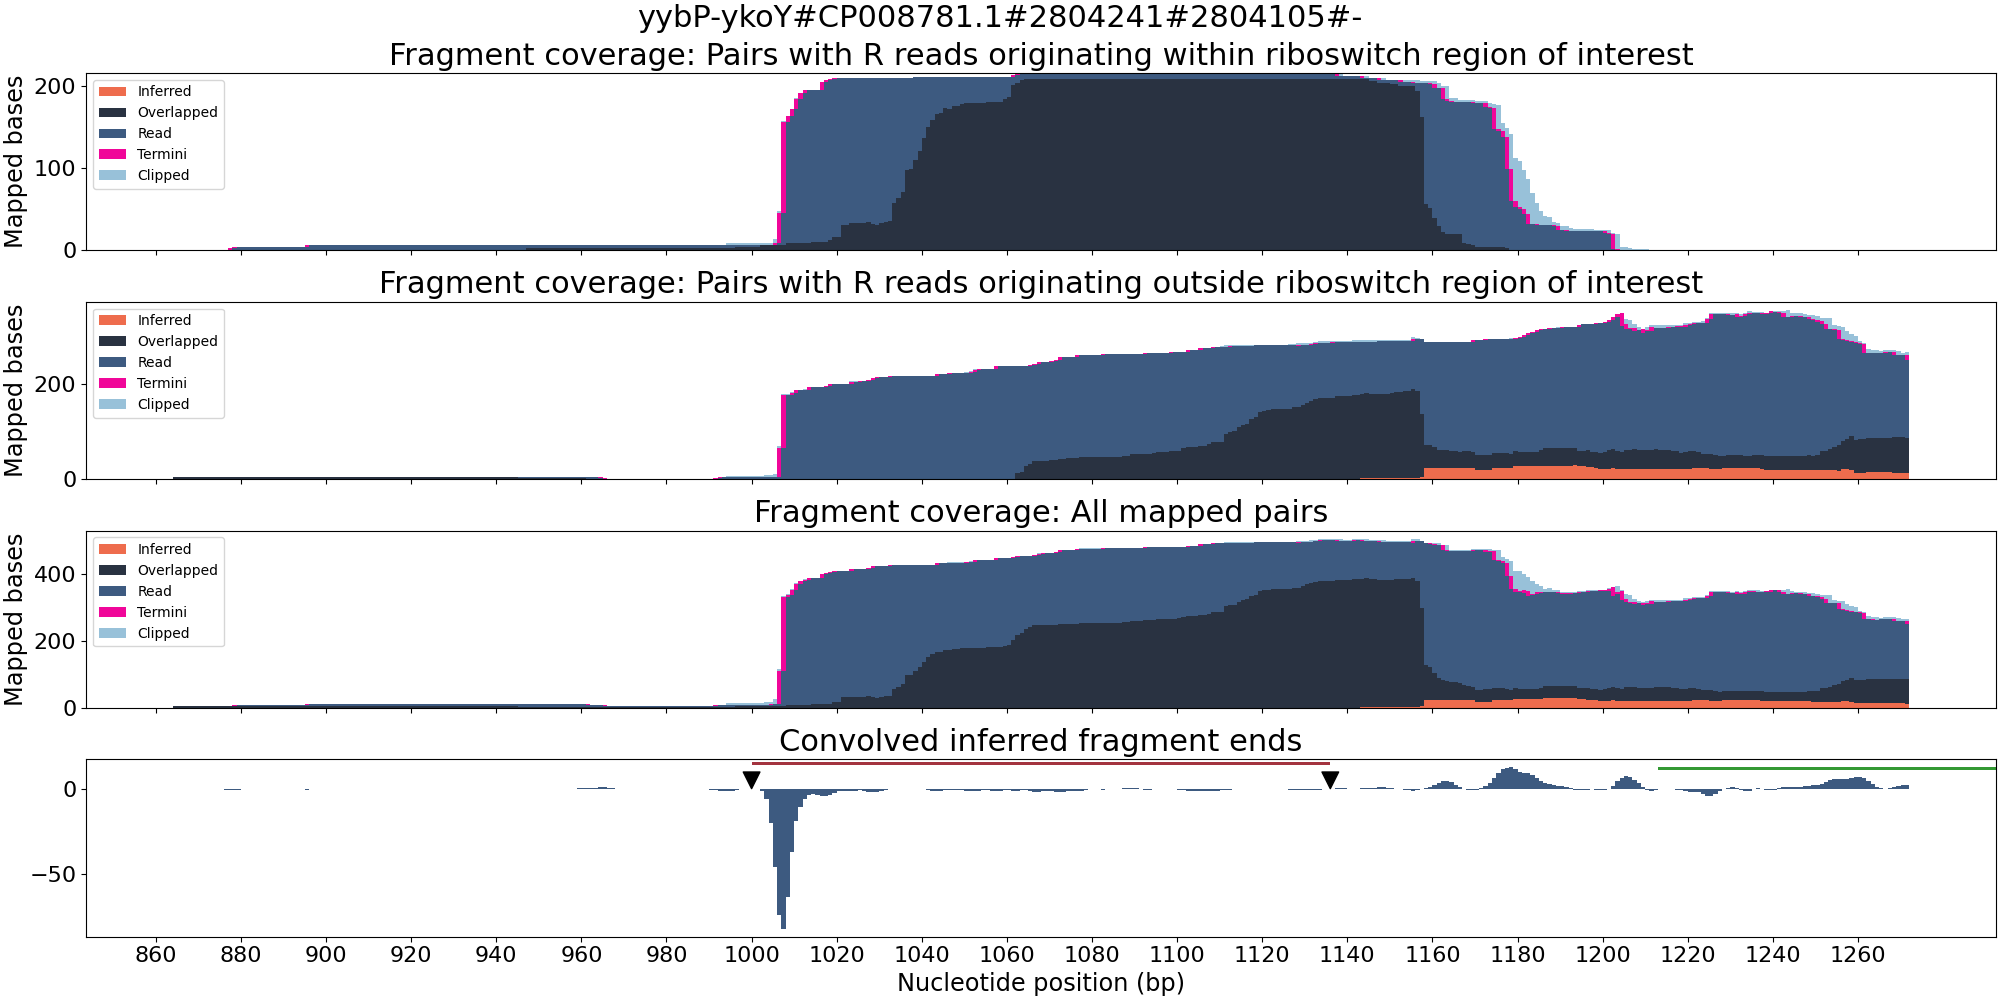 yybP-ykoY#CP008781.1#2804241#2804105#-
Fragment coverage: Pairs with R reads originating within riboswitch region of interest
Mapped bases
200
100
0
Inferred
Overlapped
Read
Termini
Clipped
Fragment coverage: Pairs with R reads originating outside riboswitch region of interest
Mapped bases
200
0
Inferred
Overlapped
Read
Termini
Clipped
Fragment coverage: All mapped pairs
Mapped bases
400
200
0
Inferred
Overlapped
Read
Termini
Clipped
Convolved inferred fragment ends
0
−50
860 880 900 920 940 960 980 1000 1020 1040 1060 1080 1100 1120 1140 1160 1180 1200 1220 1240 1260
Nucleotide position (bp)